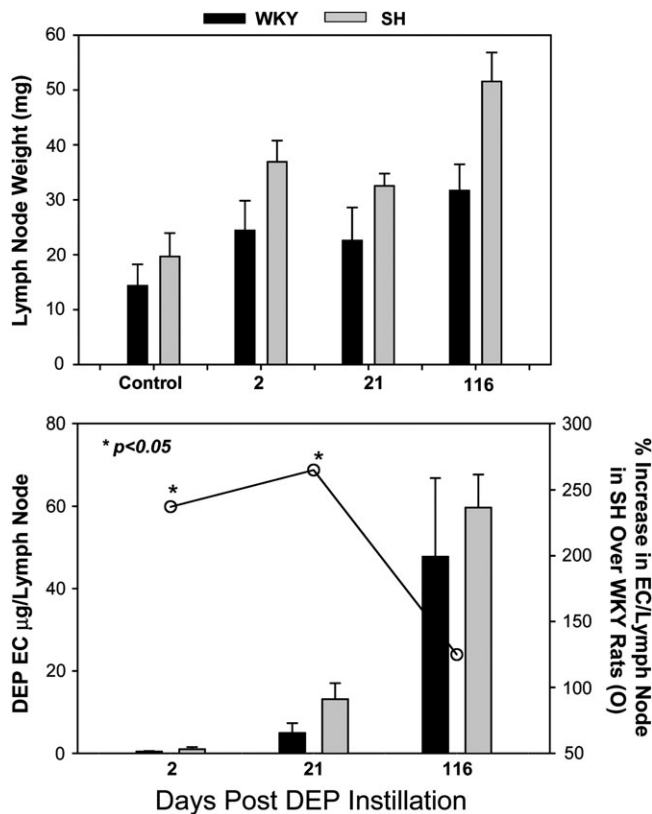 WKY SH
Lymph Node Weight (mg)
60
50
40
30
20
10
0
Control 2 21 116
DEP EC µg/Lymph Node
80
60
40
20
0
* p<0.05
*
*
300
250
200
150
100
50
% Increase in EC/Lymph Node
in SH Over WKY Rats (O)
2 21 116
Days Post DEP Instillation